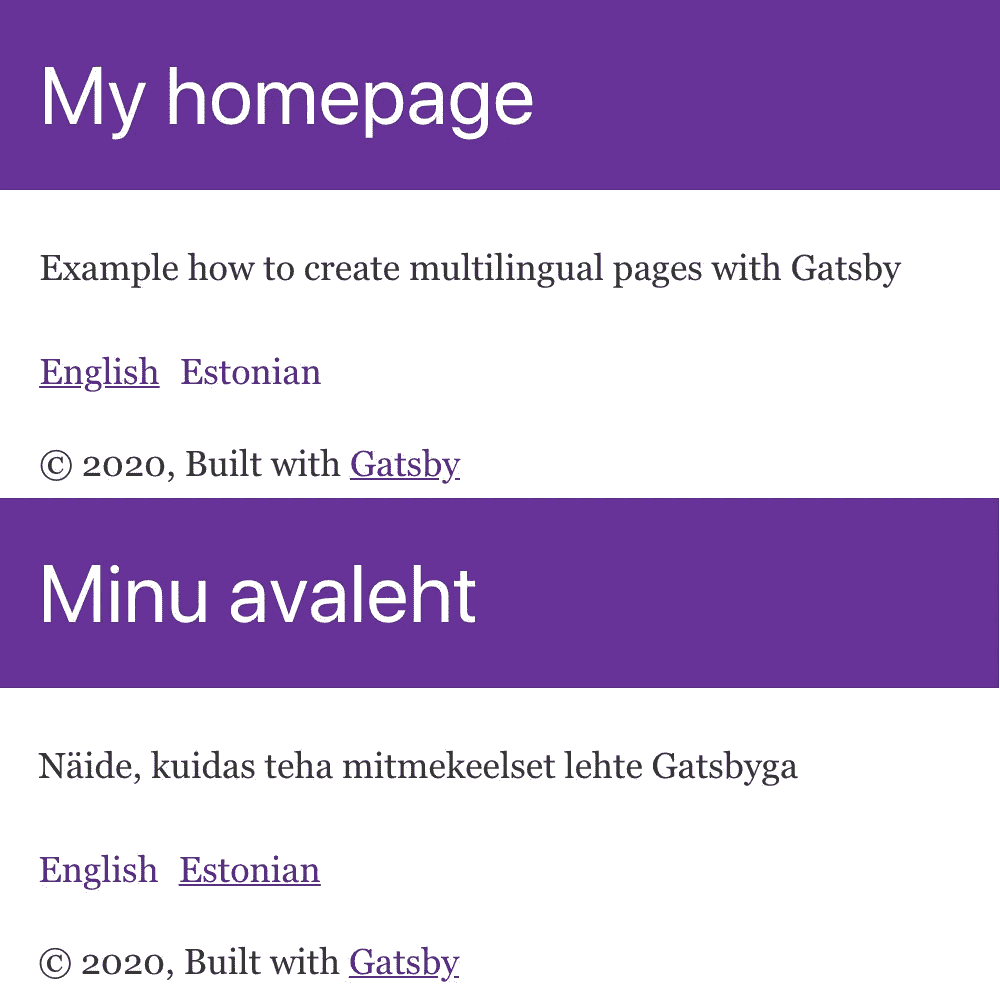 My homepage
Example how to create multilingual pages with Gatsby
English Estonian
© 2020, Built with Gatsby
Minu avaleht
Näide, kuidas teha mitmekeelset lehte Gatsbyga
English Estonian
© 2020, Built with Gatsby